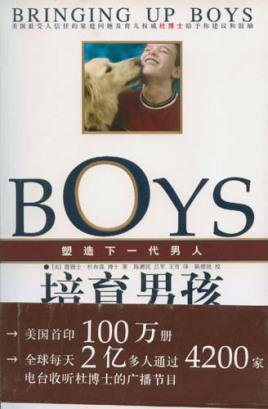 BRINGING UP BOYS
美国最受人信任的家庭问题及育儿权威杜博士给予你建议和鼓励
BOYS
塑造下一代男人
培育男孩
→ 美国首印 100 万册
→ 全球每天 2 亿多人通过 4200 家
电台收听杜博士的广播节目